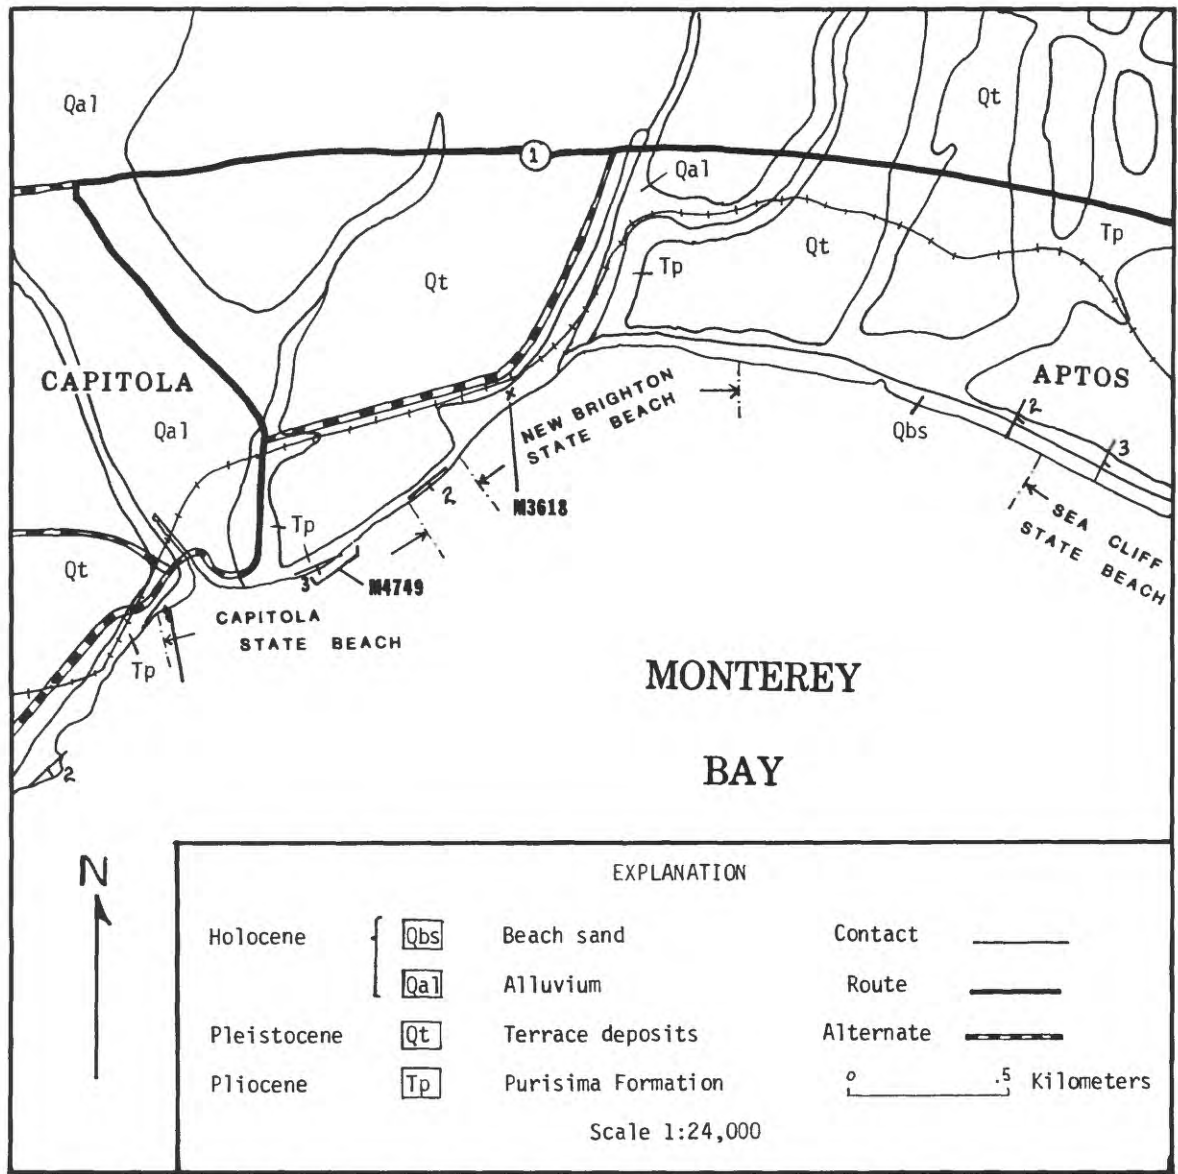 Qal
Qt
1
Qal
Tp
Qt
Tp
Qt
CAPITOLA
Qal
APTOS
2
3
Qbs
NEW BRIGHTON
STATE BEACH
2
M3618
SEA CLIFF
STATE BEACH
Tp
3
M4749
Qt
CAPITOLA
STATE BEACH
Tp
2
MONTEREY
BAY
N
EXPLANATION
Holocene Qbs Beach sand Contact
Qal Alluvium Route
Pleistocene Qt Terrace deposits Alternate
Pliocene Tp Purisima Formation 0 .5 Kilometers
Scale 1:24,000